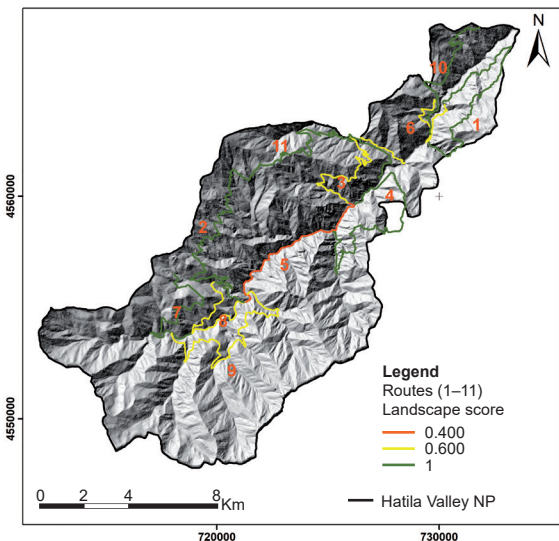 N
10
1
6
11
3
4
2
5
7
8
9
4560000
4550000
Legend
Routes (1–11)
Landscape score
0.400
0.600
1
Hatila Valley NP
0 2 4 8
Km
720000 730000